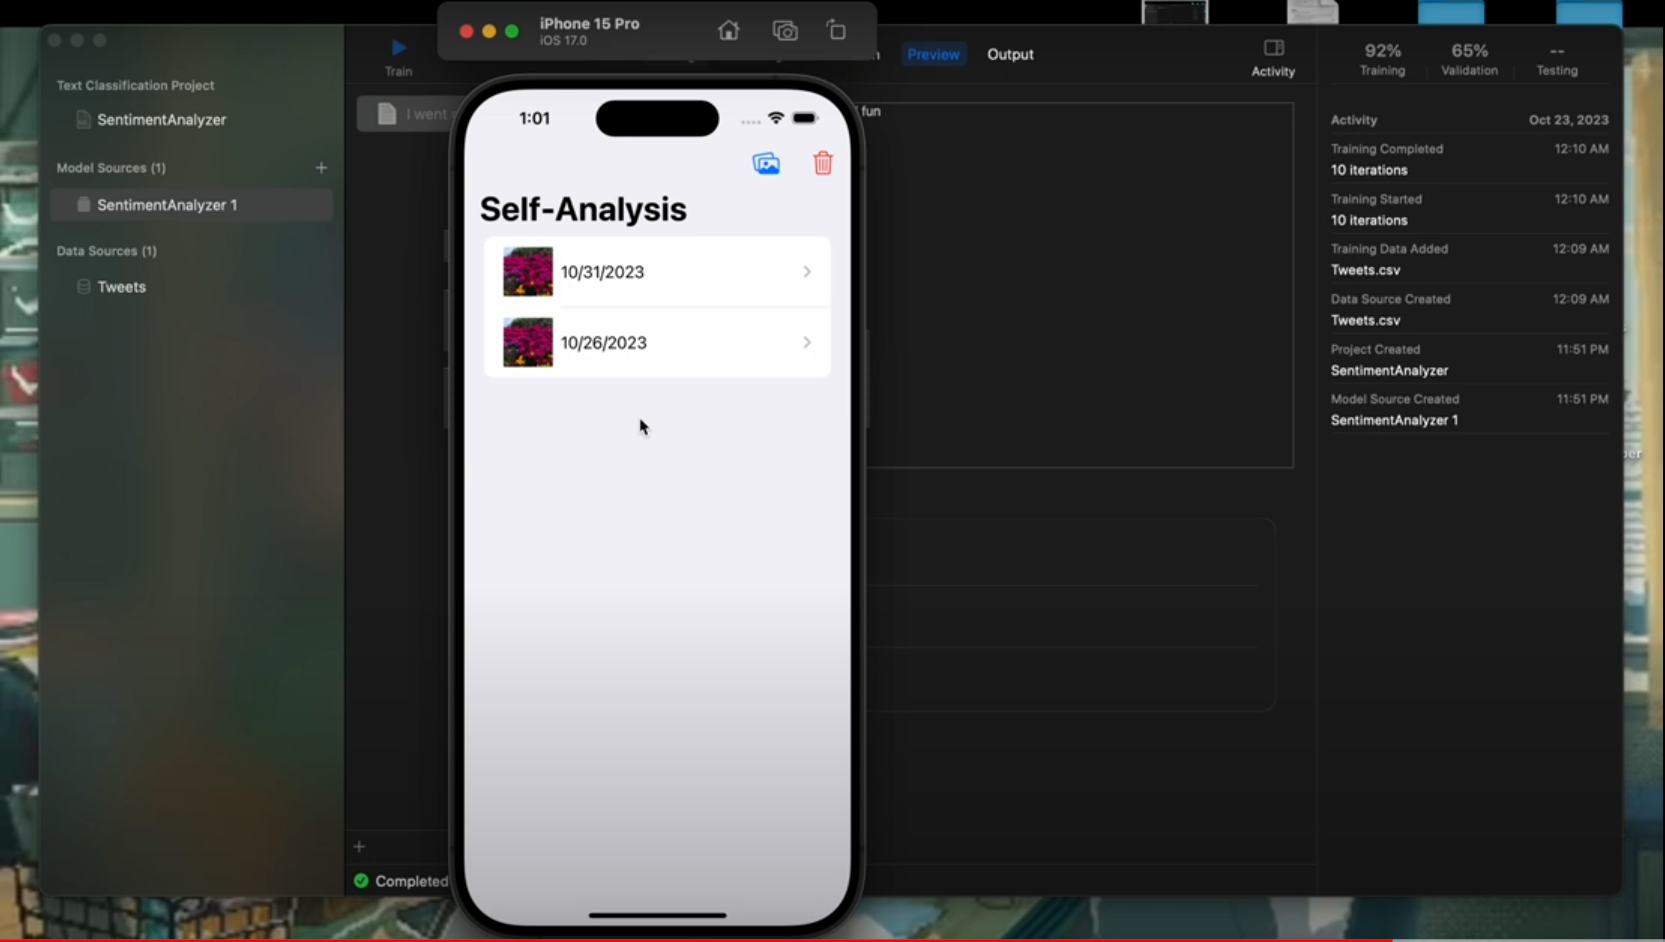 iPhone 15 Pro
iOS 17.0
Text Classification Project
SentimentAnalyzer
Model Sources (1)
SentimentAnalyzer 1
Data Sources (1)
Tweets
Train
Preview
Output
Activity
I went
fun
Completed
1:01
Self-Analysis
10/31/2023
10/26/2023
92%
Training
65%
Validation
--
Testing
Activity
Oct 23, 2023
Training Completed
12:10 AM
10 iterations
Training Started
12:10 AM
10 iterations
Training Data Added
12:09 AM
Tweets.csv
Data Source Created
12:09 AM
Tweets.csv
Project Created
11:51 PM
SentimentAnalyzer
Model Source Created
11:51 PM
SentimentAnalyzer 1